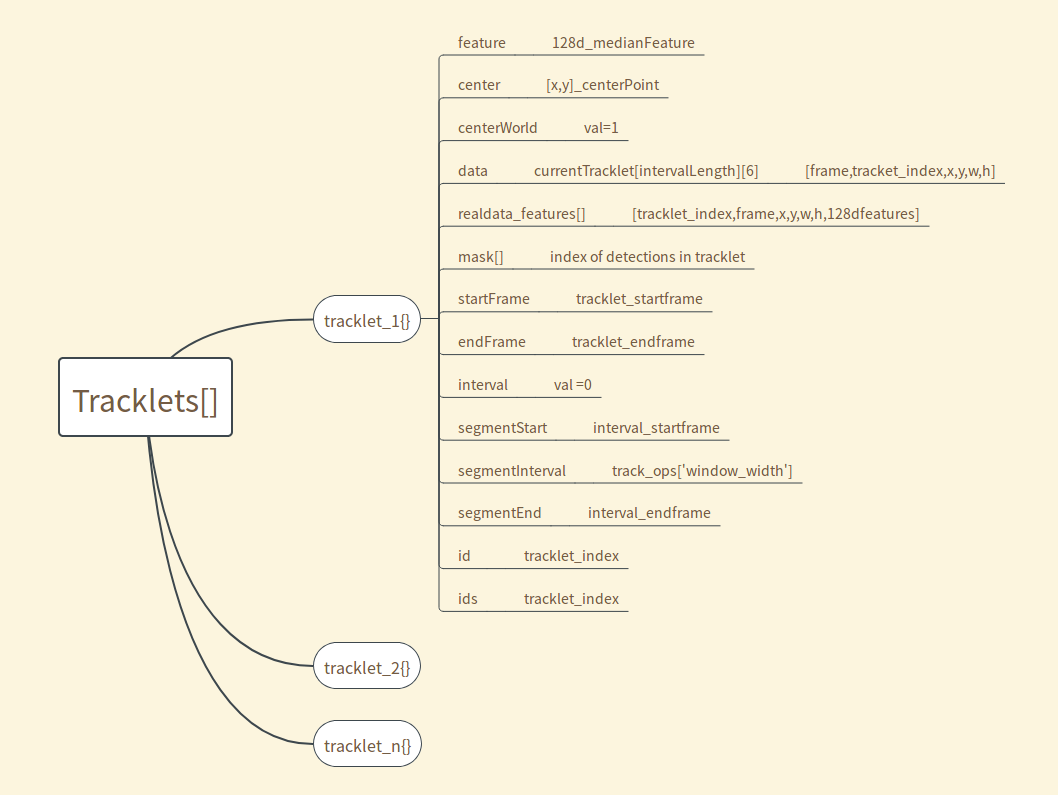 feature 128d_medianFeature
center [x,y]_centerPoint
centerWorld val=1
data currentTracklet[intervalLength][6] [frame,tracket_index,x,y,w,h]
realdata_features[] [tracklet_index,frame,x,y,w,h,128dfeatures]
mask[] index of detections in tracklet
startFrame tracklet_startframe
tracklet_1{}
endFrame tracklet_endframe
interval val =0
Tracklets[]
segmentStart interval_startframe
segmentInterval track_ops['window_width']
segmentEnd interval_endframe
id tracklet_index
ids tracklet_index
tracklet_2{}
tracklet_n{}